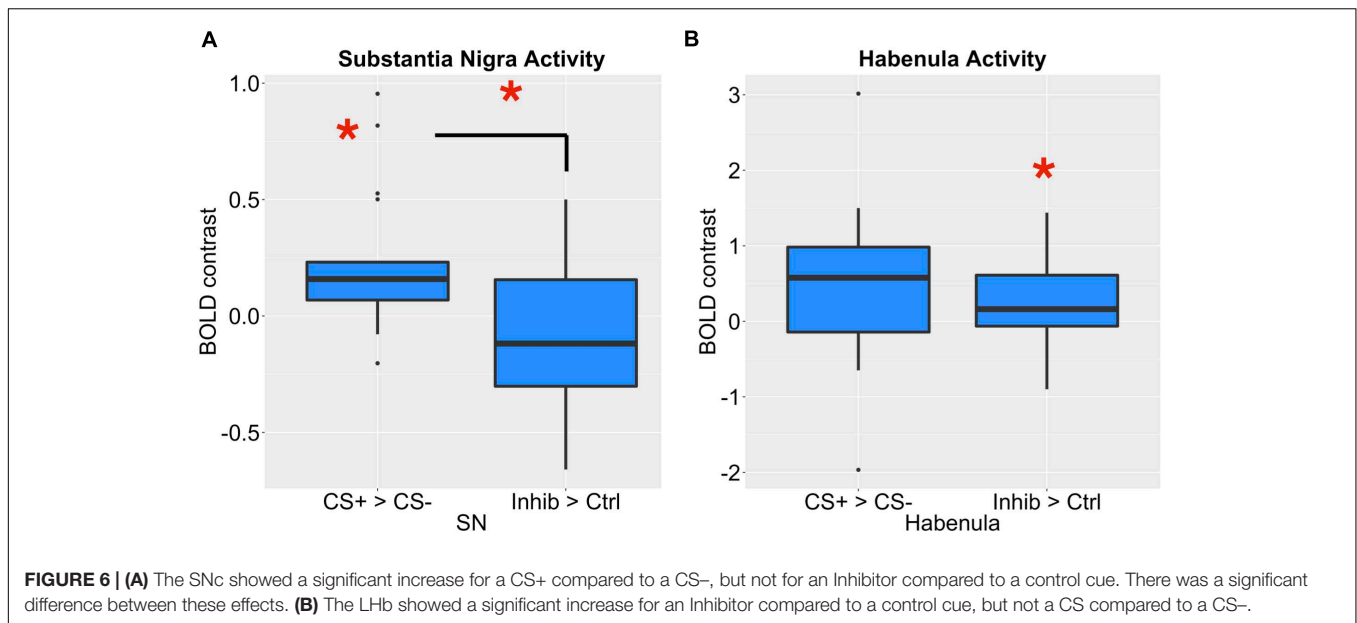 A
Substantia Nigra Activity
BOLD contrast
1.0
0.5
0.0
-0.5
*
*
CS+ > CS-
Inhib > Ctrl
SN
B
Habenula Activity
BOLD contrast
3
2
1
0
-1
-2
*
CS+ > CS-
Inhib > Ctrl
Habenula
FIGURE 6 | (A) The SNc showed a significant increase for a CS+ compared to a CS–, but not for an Inhibitor compared to a control cue. There was a significant
difference between these effects. (B) The LHb showed a significant increase for an Inhibitor compared to a control cue, but not a CS compared to a CS–.